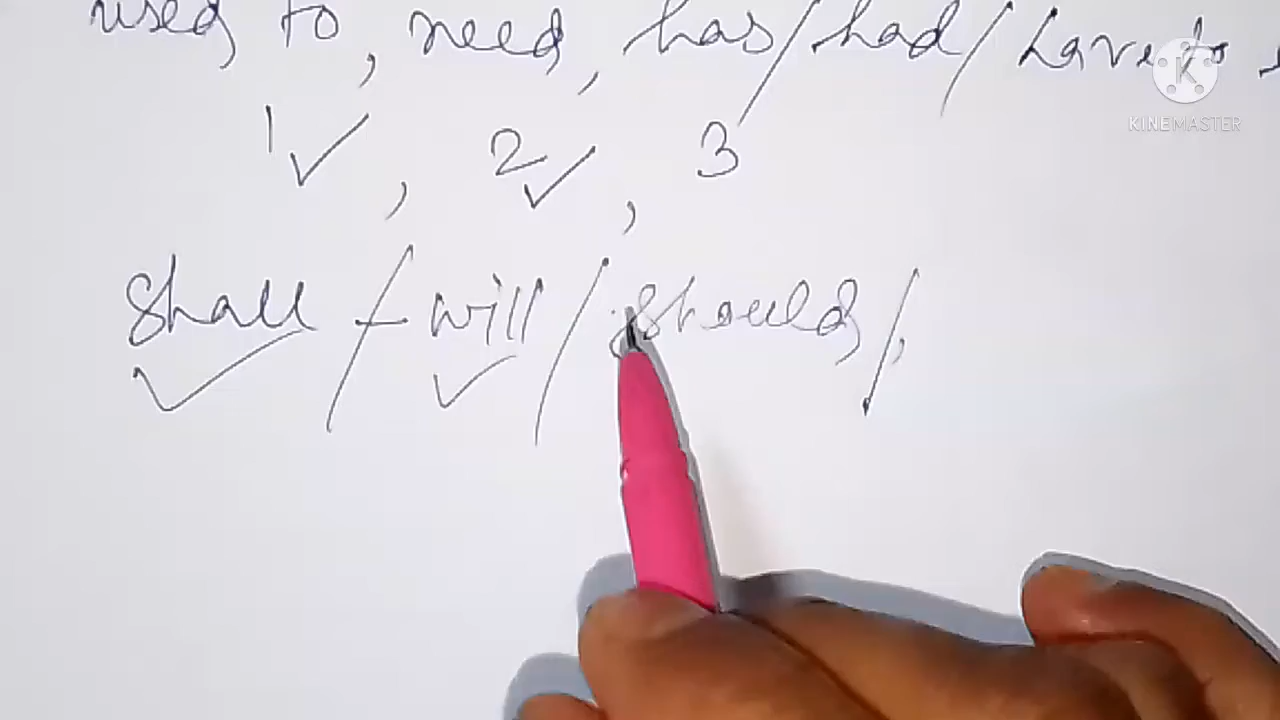 used to, need, has/had/have to
1✓, 2✓, 3
Shall / will / should /,
K
KINEMASTER